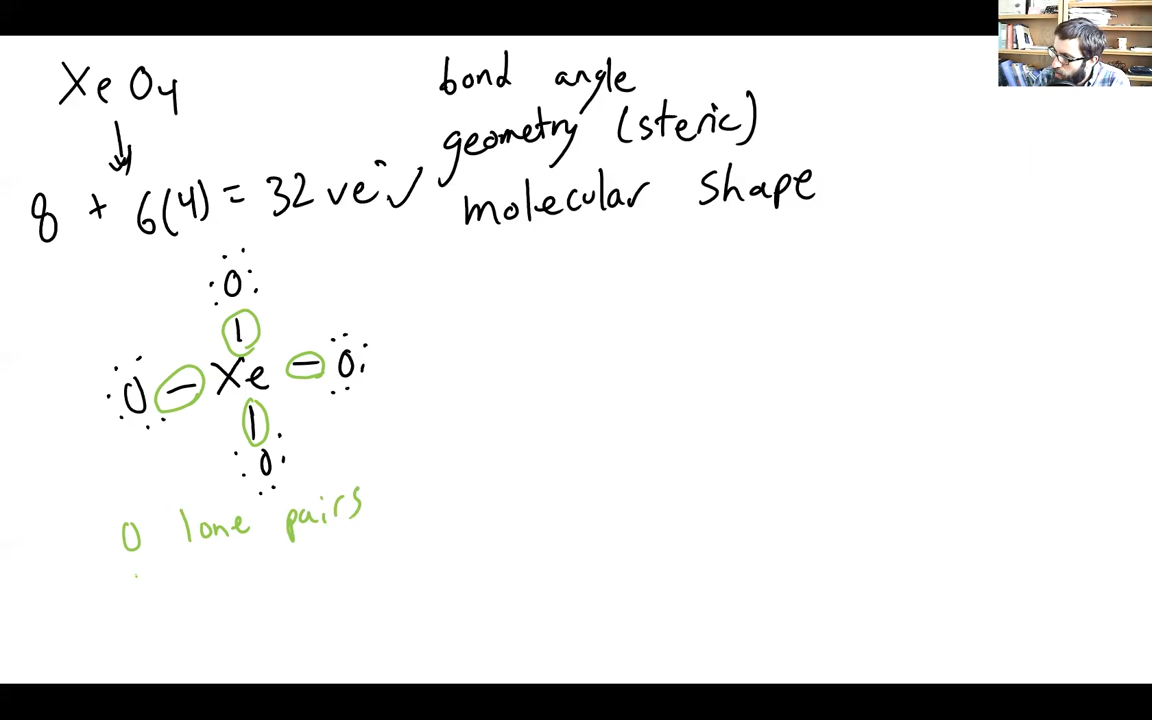 XeO4
bond angle
geometry (steric)
molecular shape
8 + 6(4) = 32 ve- ✓
O
O – Xe – O
O
0 lone pairs